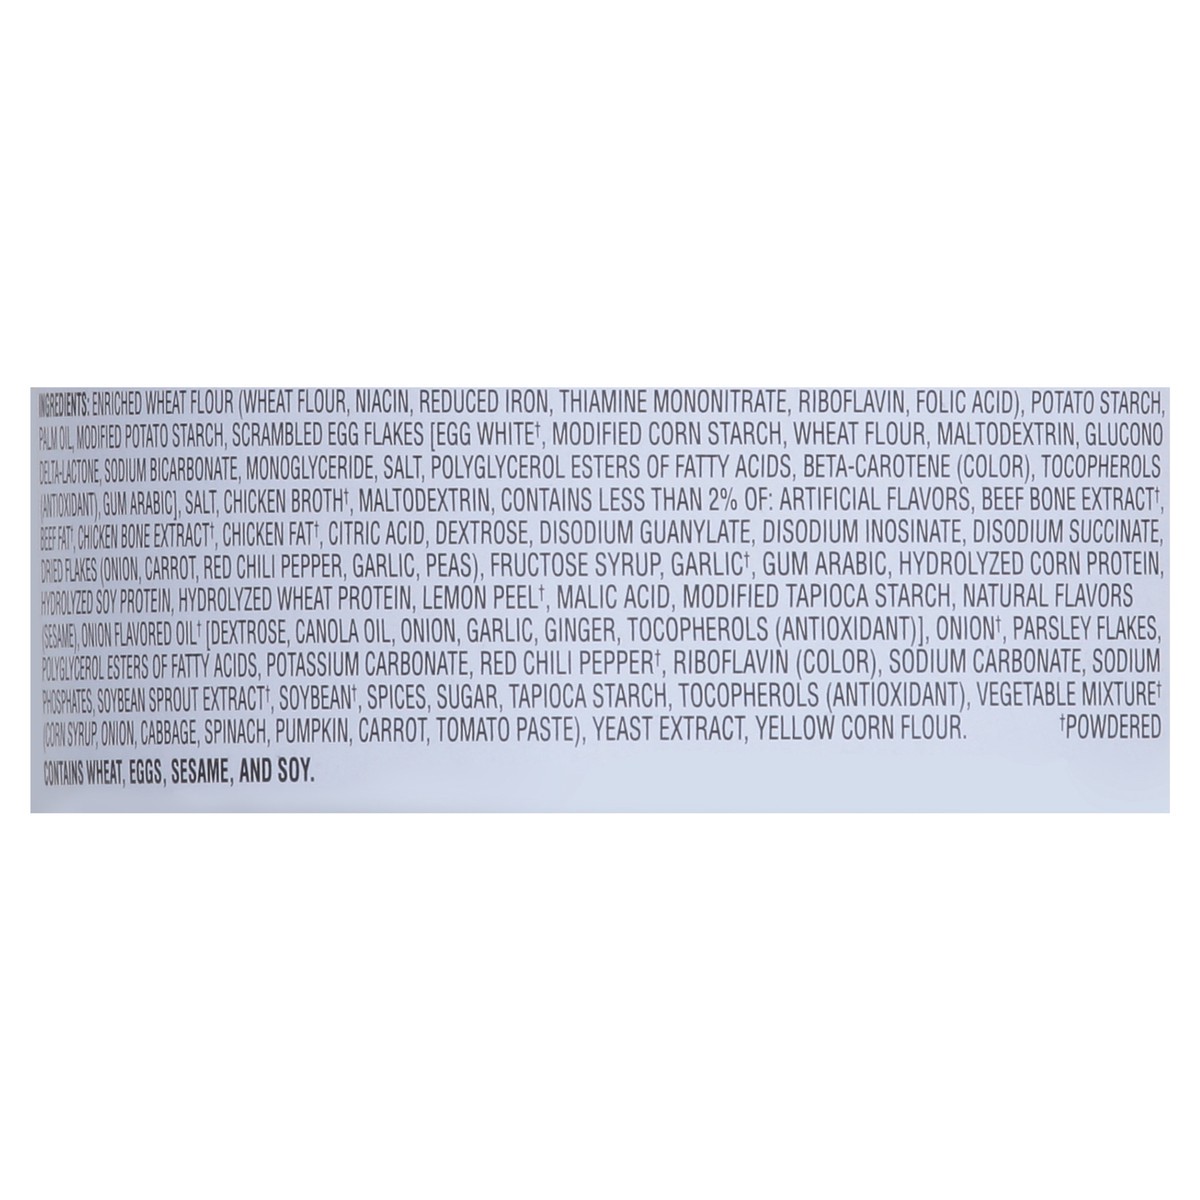 INGREDIENTS: ENRICHED WHEAT FLOUR (WHEAT FLOUR, NIACIN, REDUCED IRON, THIAMINE MONONITRATE, RIBOFLAVIN, FOLIC ACID), POTATO STARCH,
PALM OIL, MODIFIED POTATO STARCH, SCRAMBLED EGG FLAKES [EGG WHITE†, MODIFIED CORN STARCH, WHEAT FLOUR, MALTODEXTRIN, GLUCONO
DELTA-LACTONE, SODIUM BICARBONATE, MONOGLYCERIDE, SALT, POLYGLYCEROL ESTERS OF FATTY ACIDS, BETA-CAROTENE (COLOR), TOCOPHEROLS
(ANTIOXIDANT), GUM ARABIC], SALT, CHICKEN BROTH†, MALTODEXTRIN, CONTAINS LESS THAN 2% OF: ARTIFICIAL FLAVORS, BEEF BONE EXTRACT†,
BEEF FAT†, CHICKEN BONE EXTRACT†, CHICKEN FAT†, CITRIC ACID, DEXTROSE, DISODIUM GUANYLATE, DISODIUM INOSINATE, DISODIUM SUCCINATE,
DRIED FLAKES (ONION, CARROT, RED CHILI PEPPER, GARLIC, PEAS), FRUCTOSE SYRUP, GARLIC†, GUM ARABIC, HYDROLYZED CORN PROTEIN,
HYDROLYZED SOY PROTEIN, HYDROLYZED WHEAT PROTEIN, LEMON PEEL†, MALIC ACID, MODIFIED TAPIOCA STARCH, NATURAL FLAVORS
(SESAME), ONION FLAVORED OIL† [DEXTROSE, CANOLA OIL, ONION, GARLIC, GINGER, TOCOPHEROLS (ANTIOXIDANT)], ONION†, PARSLEY FLAKES,
POLYGLYCEROL ESTERS OF FATTY ACIDS, POTASSIUM CARBONATE, RED CHILI PEPPER†, RIBOFLAVIN (COLOR), SODIUM CARBONATE, SODIUM
PHOSPHATES, SOYBEAN SPROUT EXTRACT†, SOYBEAN†, SPICES, SUGAR, TAPIOCA STARCH, TOCOPHEROLS (ANTIOXIDANT), VEGETABLE MIXTURE†
(CORN SYRUP, ONION, CABBAGE, SPINACH, PUMPKIN, CARROT, TOMATO PASTE), YEAST EXTRACT, YELLOW CORN FLOUR. †POWDERED
CONTAINS WHEAT, EGGS, SESAME, AND SOY.